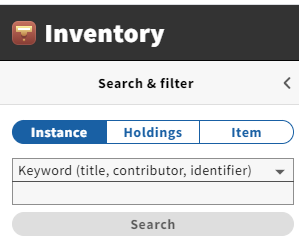 Inventory
Search & filter
Instance Holdings Item
Keyword (title, contributor, identifier)
Search